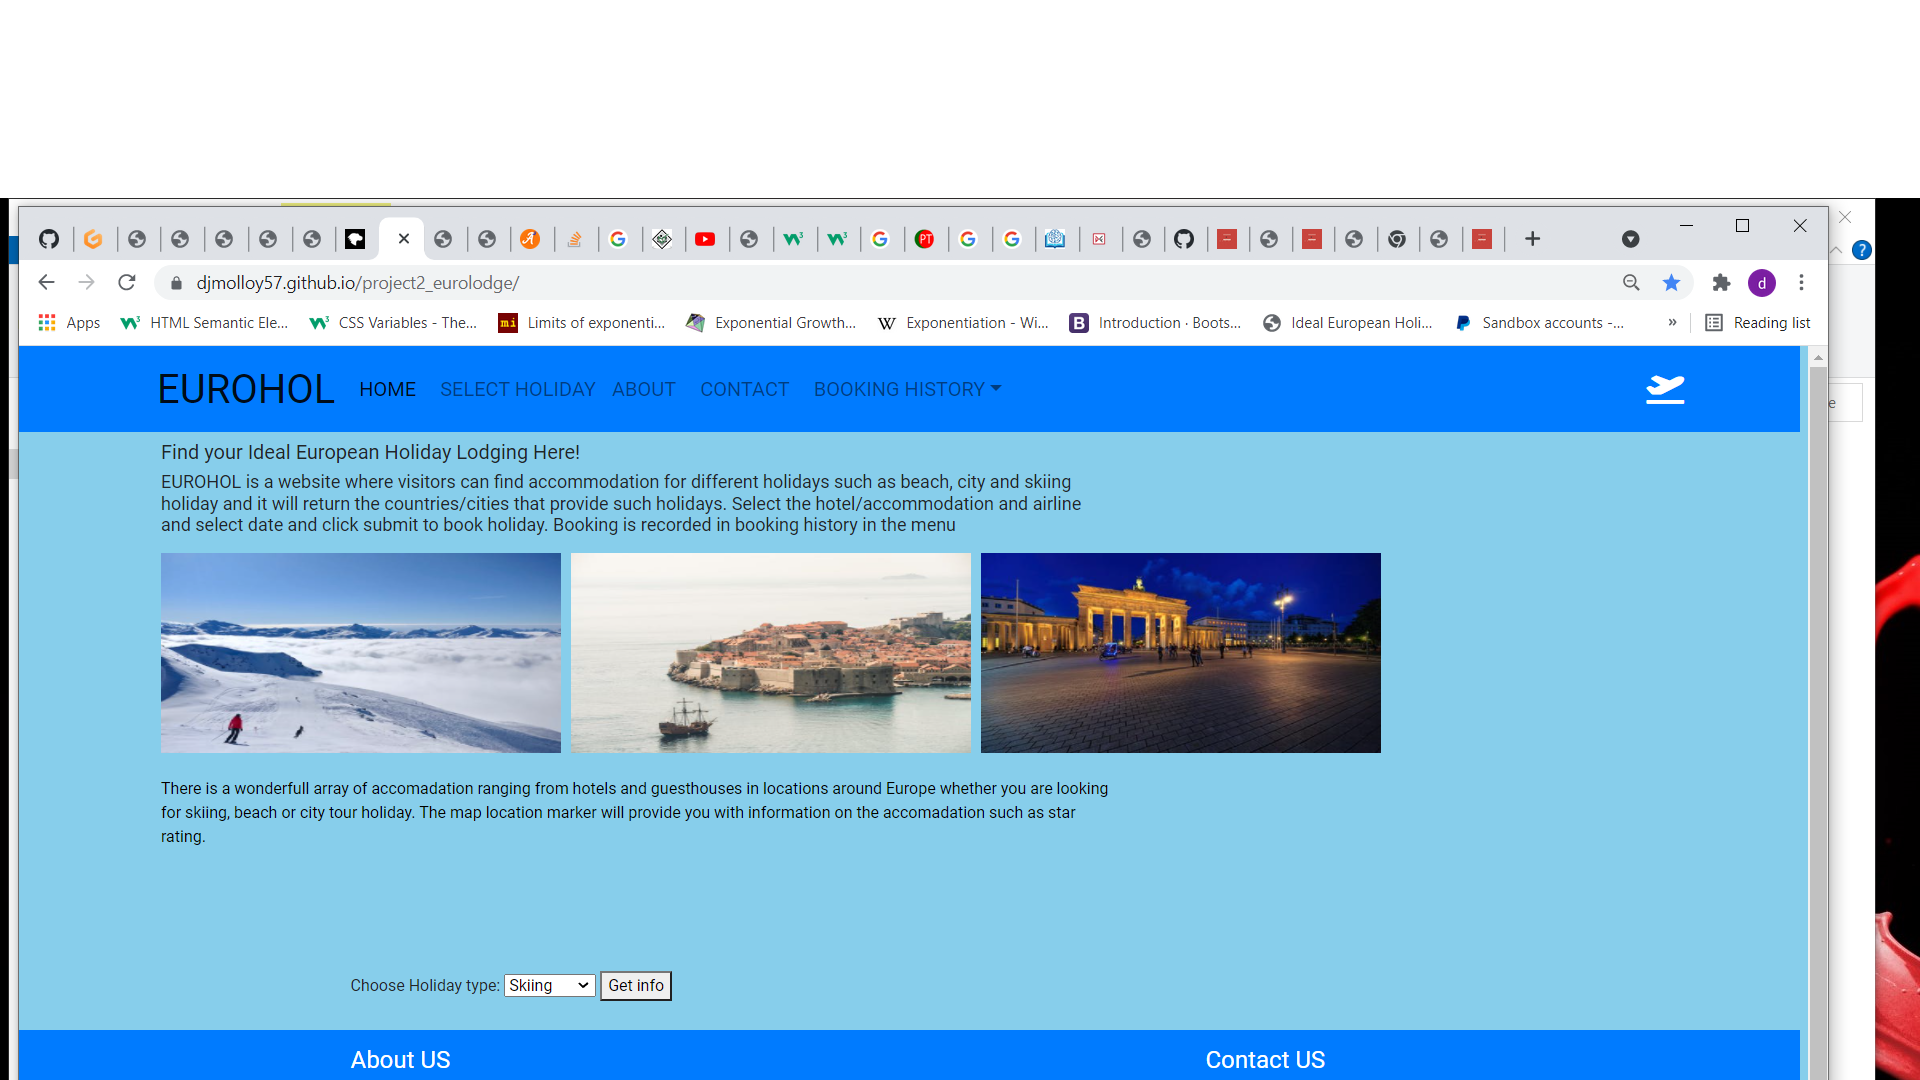 djmolloy57.github.io/project2_eurolodge/
d
Apps
HTML Semantic Ele...
CSS Variables - The...
mi
Limits of exponenti...
Exponential Growth...
W
Exponentiation - Wi...
B
Introduction · Boots...
Ideal European Holi...
Sandbox accounts -...
»
Reading list
EUROHOL
HOME
SELECT HOLIDAY
ABOUT
CONTACT
BOOKING HISTORY
Find your Ideal European Holiday Lodging Here!
EUROHOL is a website where visitors can find accommodation for different holidays such as beach, city and skiing
holiday and it will return the countries/cities that provide such holidays. Select the hotel/accommodation and airline
and select date and click submit to book holiday. Booking is recorded in booking history in the menu
There is a wonderfull array of accomadation ranging from hotels and guesthouses in locations around Europe whether you are looking
for skiing, beach or city tour holiday. The map location marker will provide you with information on the accomadation such as star
rating.
Choose Holiday type: Skiing Get info
About US
Contact US